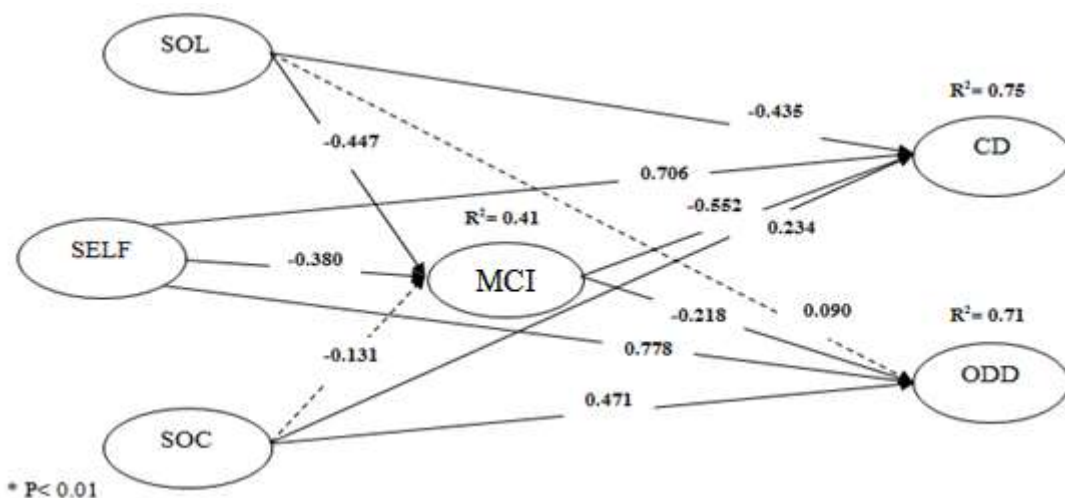 SOL
R²= 0.75
-0.435
CD
-0.447
0.706
-0.552
R²= 0.41
0.234
SELF
-0.380
MCI
R²= 0.71
-0.218
0.090
-0.131
0.778
ODD
0.471
SOC
* P< 0.01